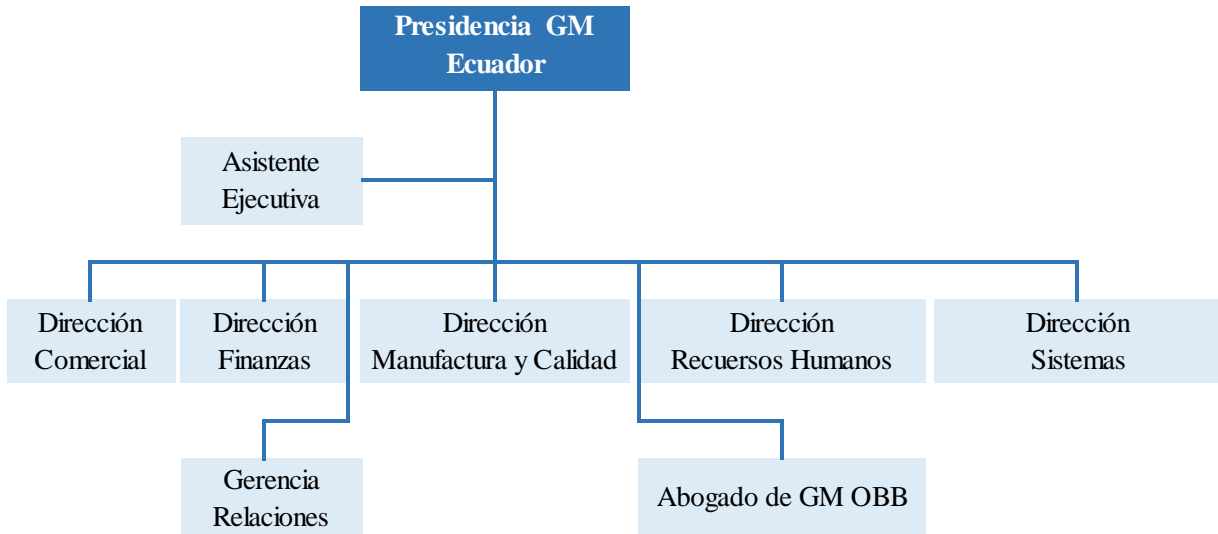 Presidencia GM
Ecuador
Asistente
Ejecutiva
Dirección
Comercial
Dirección
Finanzas
Dirección
Manufactura y Calidad
Dirección
Recuersos Humanos
Dirección
Sistemas
Gerencia
Relaciones
Abogado de GM OBB